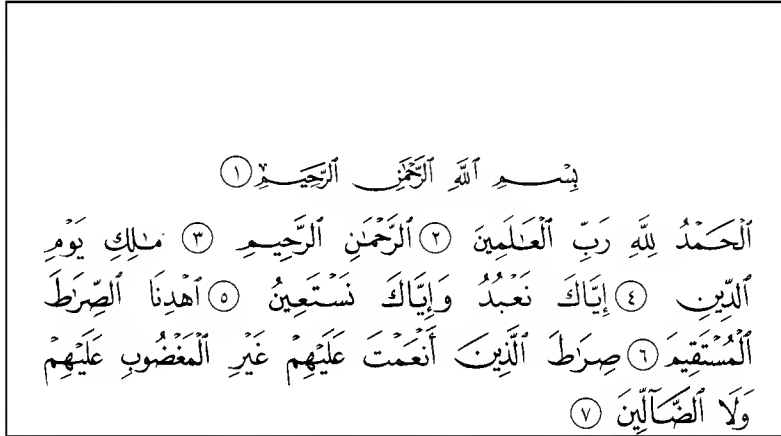 بِسْمِ ٱللَّهِ ٱلرَّحْمَٰنِ ٱلرَّحِيمِ ١
ٱلْحَمْدُ لِلَّهِ رَبِّ ٱلْعَٰلَمِينَ ٢ ٱلرَّحْمَٰنِ ٱلرَّحِيمِ ٣ مَٰلِكِ يَوْمِ
ٱلدِّينِ ٤ إِيَّاكَ نَعْبُدُ وَإِيَّاكَ نَسْتَعِينُ ٥ ٱهْدِنَا ٱلصِّرَٰطَ
ٱلْمُسْتَقِيمَ ٦ صِرَٰطَ ٱلَّذِينَ أَنْعَمْتَ عَلَيْهِمْ غَيْرِ ٱلْمَغْضُوبِ عَلَيْهِمْ
وَلَا ٱلضَّآلِّينَ ٧